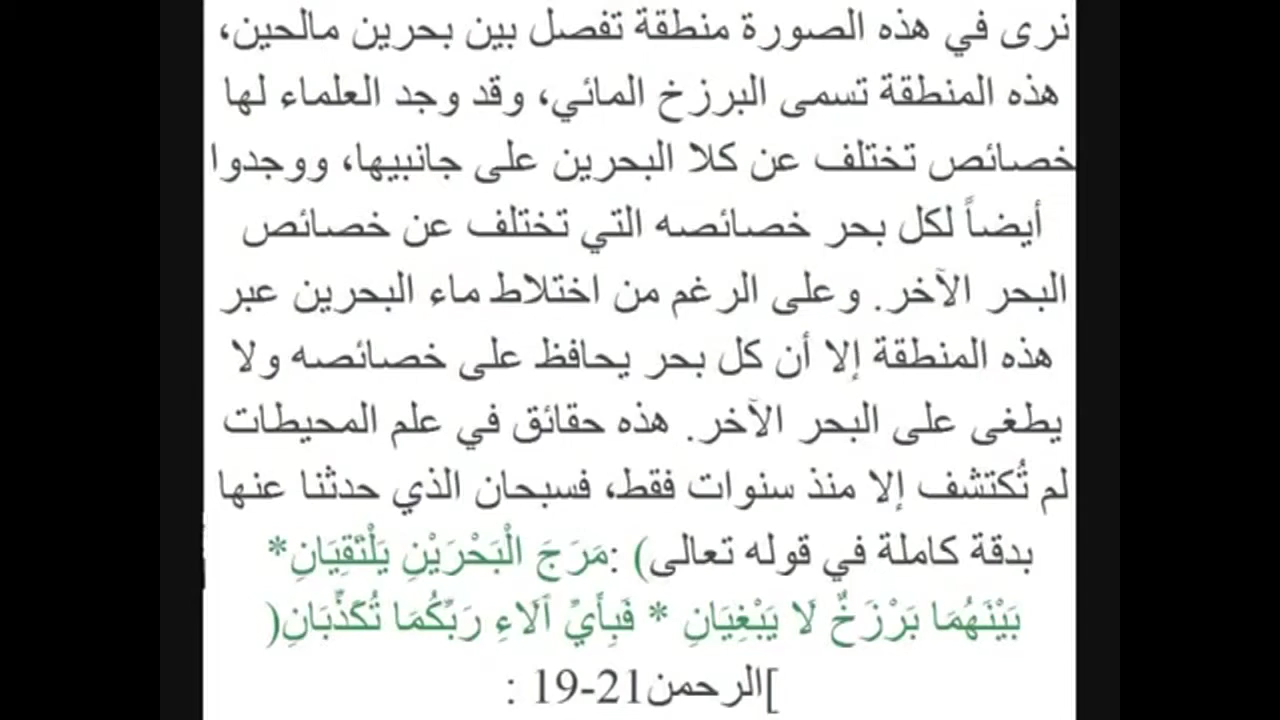 نرى في هذه الصورة منطقة تفصل بين بحرين مالحين،
هذه المنطقة تسمى البرزخ المائي، وقد وجد العلماء لها
خصائص تختلف عن كلا البحرين على جانبيها، ووجدوا
أيضاً لكل بحر خصائصه التي تختلف عن خصائص
البحر الآخر. وعلى الرغم من اختلاط ماء البحرين عبر
هذه المنطقة إلا أن كل بحر يحافظ على خصائصه ولا
يطغى على البحر الآخر. هذه حقائق في علم المحيطات
لم تُكتشف إلا منذ سنوات فقط، فسبحان الذي حدثنا عنها
بدقة كاملة في قوله تعالى) :مَرَجَ الْبَحْرَيْنِ يَلْتَقِيَانِ*
بَيْنَهُمَا بَرْزَخٌ لَا يَبْغِيَانِ * فَبِأَيِّ آَلَاءِ رَبِّكُمَا تُكَذِّبَانِ(
]الرحمن21-19 :